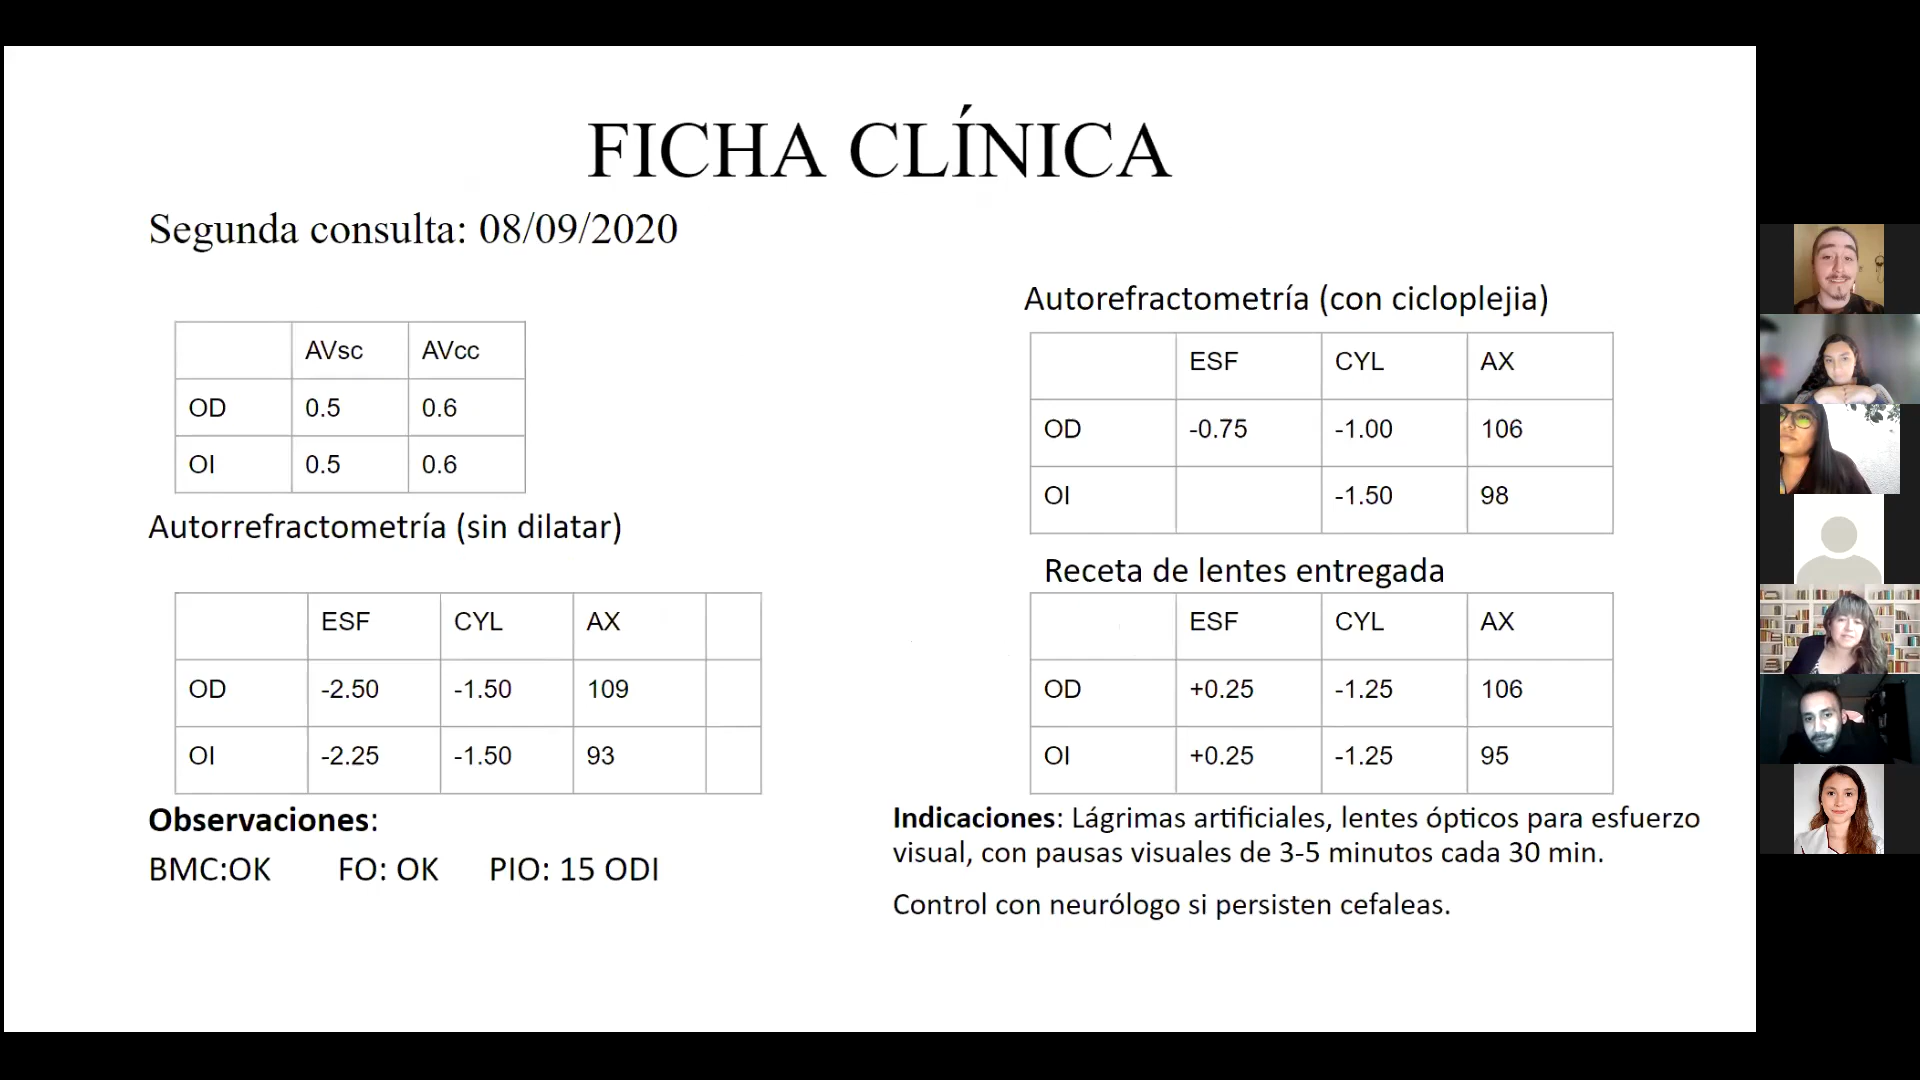 FICHA CLÍNICA
Segunda consulta: 08/09/2020
AVsc AVcc
OD 0.5 0.6
OI 0.5 0.6
Autorrefractometría (sin dilatar)
ESF CYL AX
OD -2.50 -1.50 109
OI -2.25 -1.50 93
Observaciones:
BMC:OK FO: OK PIO: 15 ODI
Autorefractometría (con cicloplejia)
ESF CYL AX
OD -0.75 -1.00 106
OI -1.50 98
Receta de lentes entregada
ESF CYL AX
OD +0.25 -1.25 106
OI +0.25 -1.25 95
Indicaciones: Lágrimas artificiales, lentes ópticos para esfuerzo
visual, con pausas visuales de 3-5 minutos cada 30 min.
Control con neurólogo si persisten cefaleas.